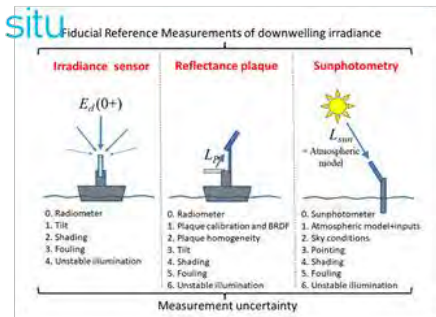 situ
Fiducial Reference Measurements of downwelling irradiance
Irradiance sensor
E_d(0+)
0. Radiometer
1. Tilt
2. Shading
3. Fouling
4. Unstable illumination
Reflectance plaque
0. Radiometer
1. Plaque calibration and BRDF
2. Plaque homogeneity
3. Tilt
4. Shading
5. Fouling
6. Unstable illumination
Sunphotometry
L_sun
+ Atmospheric
model
0. Sunphotometer
1. Atmospheric model+inputs
2. Sky conditions
3. Pointing
4. Shading
5. Fouling
6. Unstable illumination
Measurement uncertainty